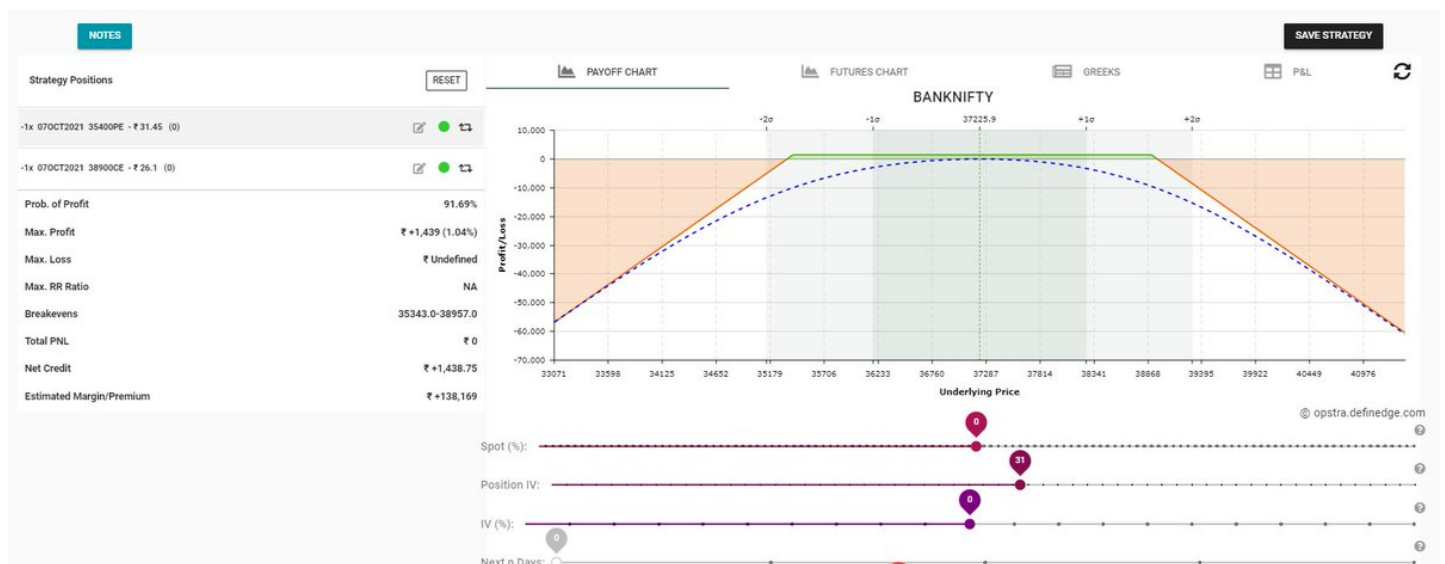 NOTES
SAVE STRATEGY
Strategy Positions
RESET
PAYOFF CHART
FUTURES CHART
GREEKS
P&L
-1x 07OCT2021 35400PE - ₹ 31.45 (0)
-1x 07OCT2021 38900CE - ₹ 26.1 (0)
Prob. of Profit 91.69%
Max. Profit ₹ +1,439 (1.04%)
Max. Loss ₹ Undefined
Max. RR Ratio NA
Breakevens 35343.0-38957.0
Total PNL ₹ 0
Net Credit ₹ +1,438.75
Estimated Margin/Premium ₹ +138,169
BANKNIFTY
-2σ -1σ 37225.9 +1σ +2σ
10,000
0
-10,000
-20,000
-30,000
-40,000
-50,000
-60,000
-70,000
Profit/Loss
33071 33598 34125 34652 35179 35706 36233 36760 37287 37814 38341 38868 39395 39922 40449 40976
Underlying Price
© opstra.definedge.com
0
Spot (%):
31
Position IV:
0
IV (%):
0
Next n Days: